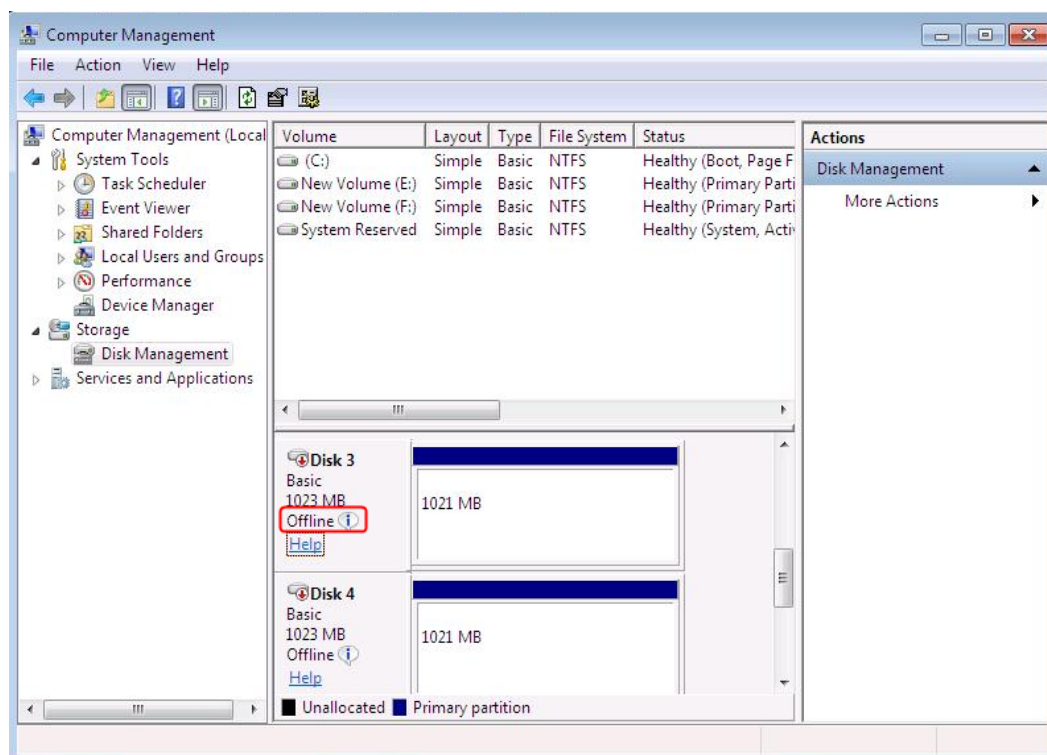 Computer Management
File Action View Help
Computer Management (Local
System Tools
Task Scheduler
Event Viewer
Shared Folders
Local Users and Groups
Performance
Device Manager
Storage
Disk Management
Services and Applications
Volume Layout Type File System Status
(C:) Simple Basic NTFS Healthy (Boot, Page F
New Volume (E:) Simple Basic NTFS Healthy (Primary Parti
New Volume (F:) Simple Basic NTFS Healthy (Primary Parti
System Reserved Simple Basic NTFS Healthy (System, Activ
Disk 3
Basic
1023 MB
Offline
Help
1021 MB
Disk 4
Basic
1023 MB
Offline
Help
1021 MB
Unallocated Primary partition
Actions
Disk Management
More Actions